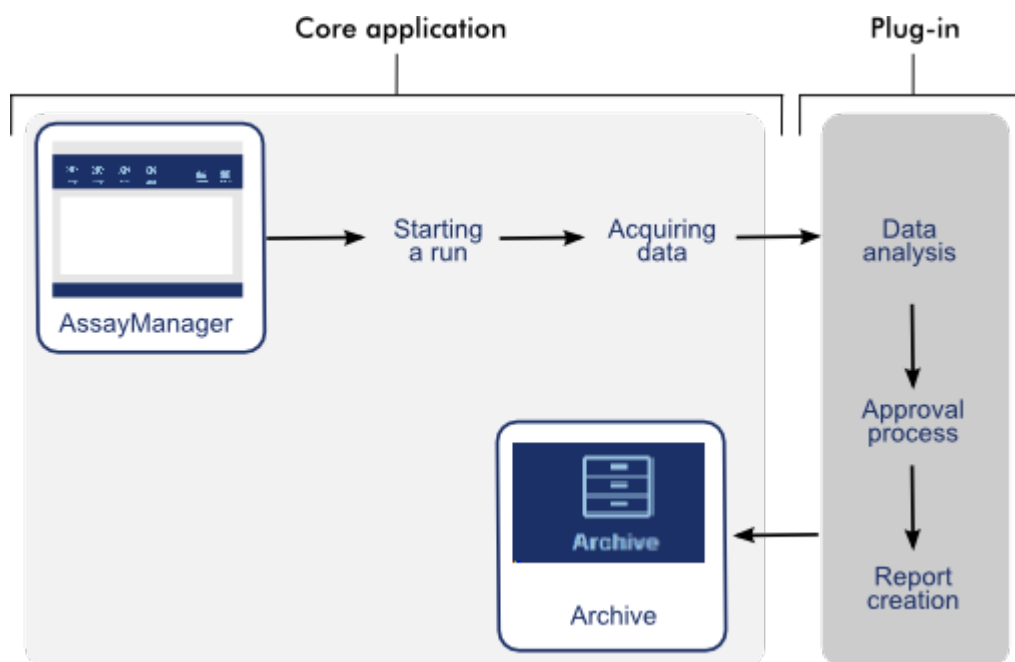 Core application
Plug-in
AssayManager
Starting
a run
Acquiring
data
Data
analysis
Approval
process
Archive
Archive
Report
creation